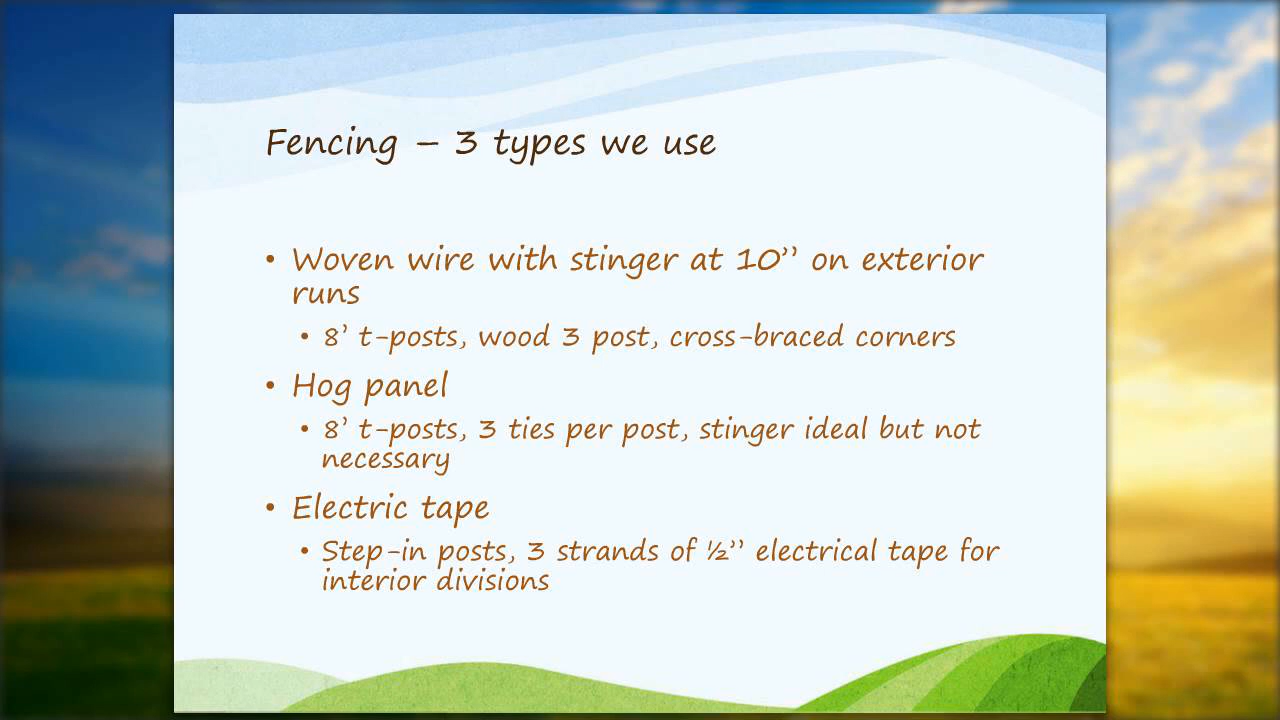 Fencing – 3 types we use
• Woven wire with stinger at 10” on exterior
runs
• 8’ t-posts, wood 3 post, cross-braced corners
• Hog panel
• 8’ t-posts, 3 ties per post, stinger ideal but not
necessary
• Electric tape
• Step-in posts, 3 strands of ½” electrical tape for
interior divisions